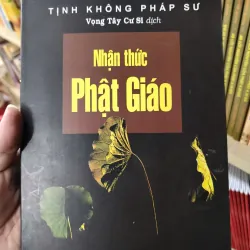 TỊNH KHÔNG PHÁP SƯ
Vọng Tây Cư Sĩ dịch
Nhận thức
Phật Giáo